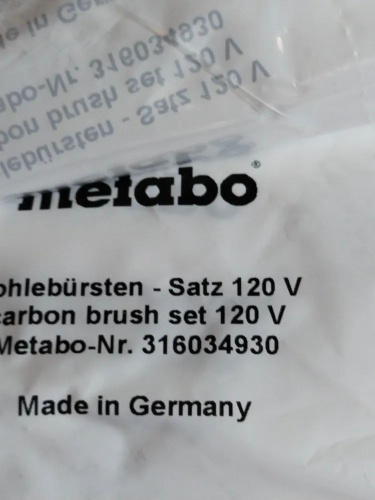 metabo®
ohlebürsten - Satz 120 V
carbon brush set 120 V
Metabo-Nr. 316034930
Made in Germany